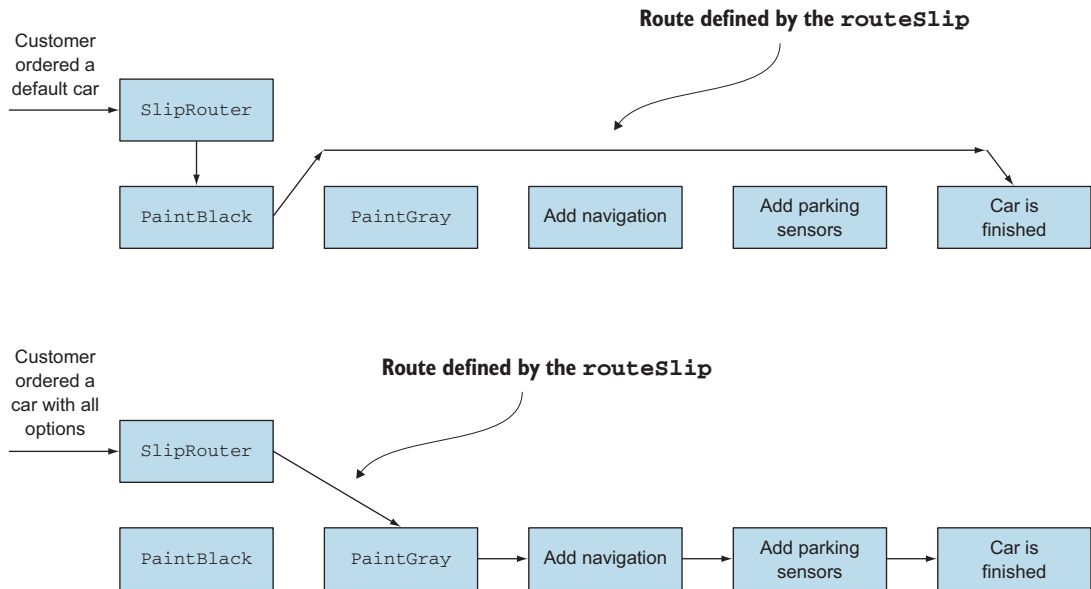 Route defined by the routeSlip
Customer
ordered a
default car
SlipRouter
PaintBlack
PaintGray
Add navigation
Add parking
sensors
Car is
finished
Customer
ordered a
car with all
options
Route defined by the routeSlip
SlipRouter
PaintBlack
PaintGray
Add navigation
Add parking
sensors
Car is
finished